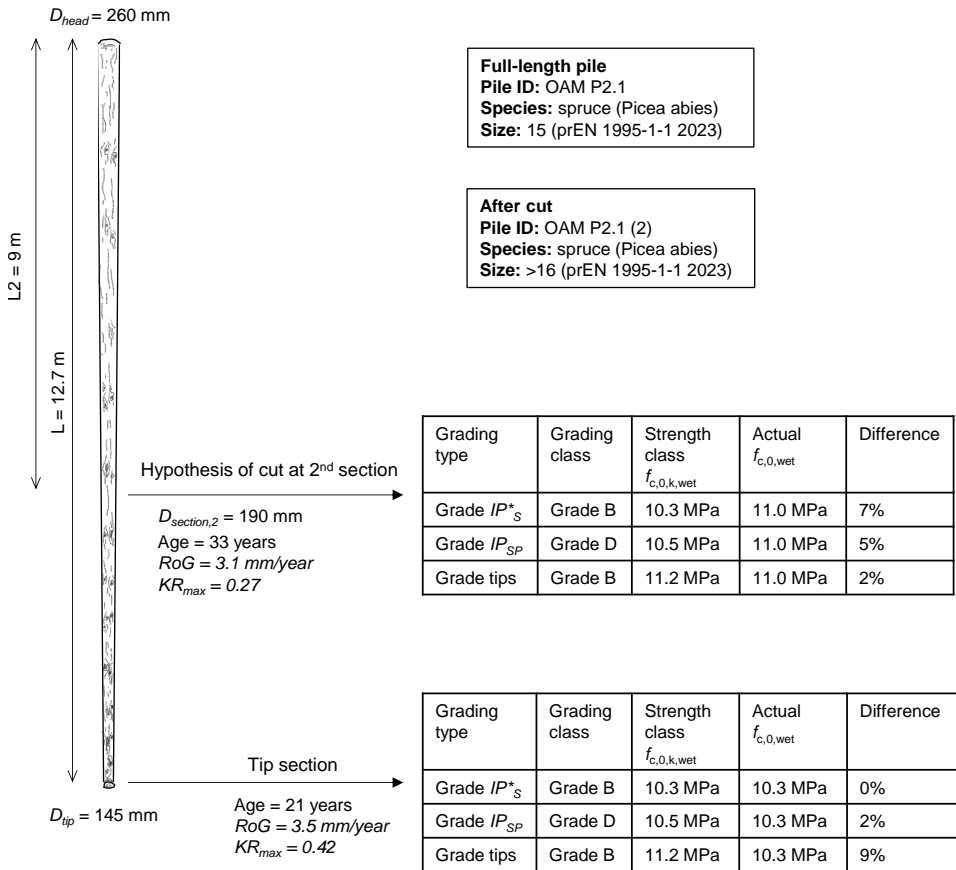 D_head = 260 mm
Full-length pile
Pile ID: OAM P2.1
Species: spruce (Picea abies)
Size: 15 (prEN 1995-1-1 2023)
After cut
Pile ID: OAM P2.1 (2)
Species: spruce (Picea abies)
Size: >16 (prEN 1995-1-1 2023)
L2 = 9 m
L = 12.7 m
Hypothesis of cut at 2nd section
D_section,2 = 190 mm
Age = 33 years
RoG = 3.1 mm/year
KR_max = 0.27
Grading type | Grading class | Strength class f_c,0,k,wet | Actual f_c,0,wet | Difference
Grade IP*_S | Grade B | 10.3 MPa | 11.0 MPa | 7%
Grade IP_SP | Grade D | 10.5 MPa | 11.0 MPa | 5%
Grade tips | Grade B | 11.2 MPa | 11.0 MPa | 2%
Tip section
D_tip = 145 mm
Age = 21 years
RoG = 3.5 mm/year
KR_max = 0.42
Grading type | Grading class | Strength class f_c,0,k,wet | Actual f_c,0,wet | Difference
Grade IP*_S | Grade B | 10.3 MPa | 10.3 MPa | 0%
Grade IP_SP | Grade D | 10.5 MPa | 10.3 MPa | 2%
Grade tips | Grade B | 11.2 MPa | 10.3 MPa | 9%